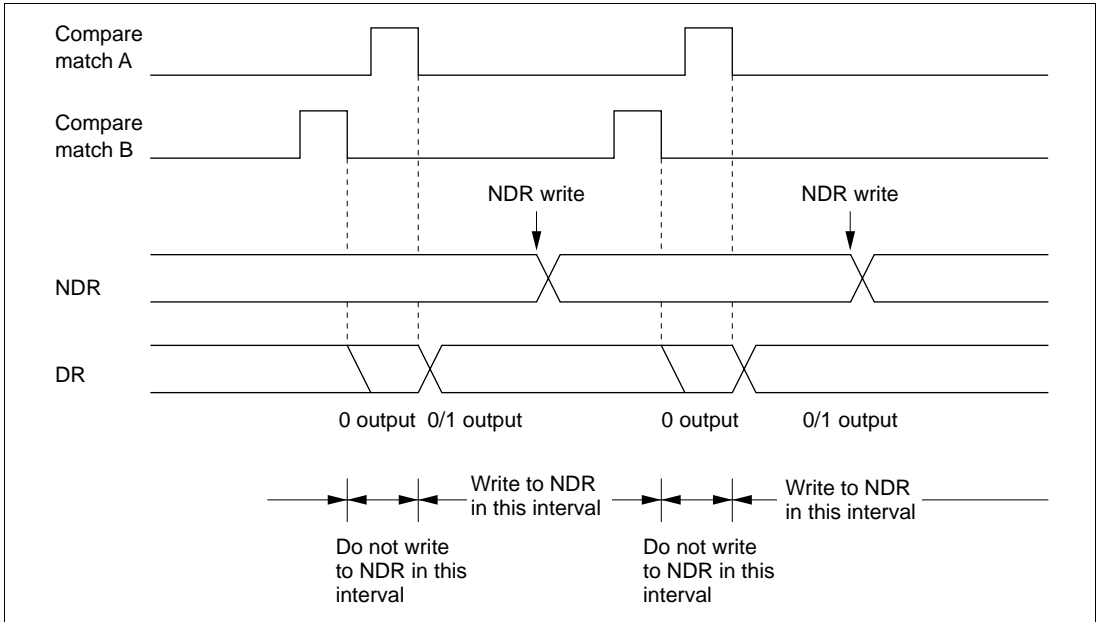 Compare
match A
Compare
match B
NDR write
NDR write
NDR
DR
0 output 0/1 output
0 output
0/1 output
Write to NDR
in this interval
Write to NDR
in this interval
Do not write
to NDR in this
interval
Do not write
to NDR in this
interval